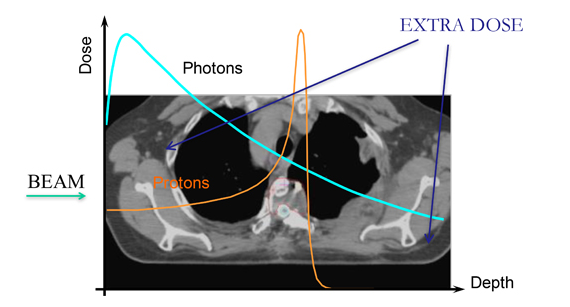 EXTRA DOSE
Dose
Photons
Protons
BEAM
Depth